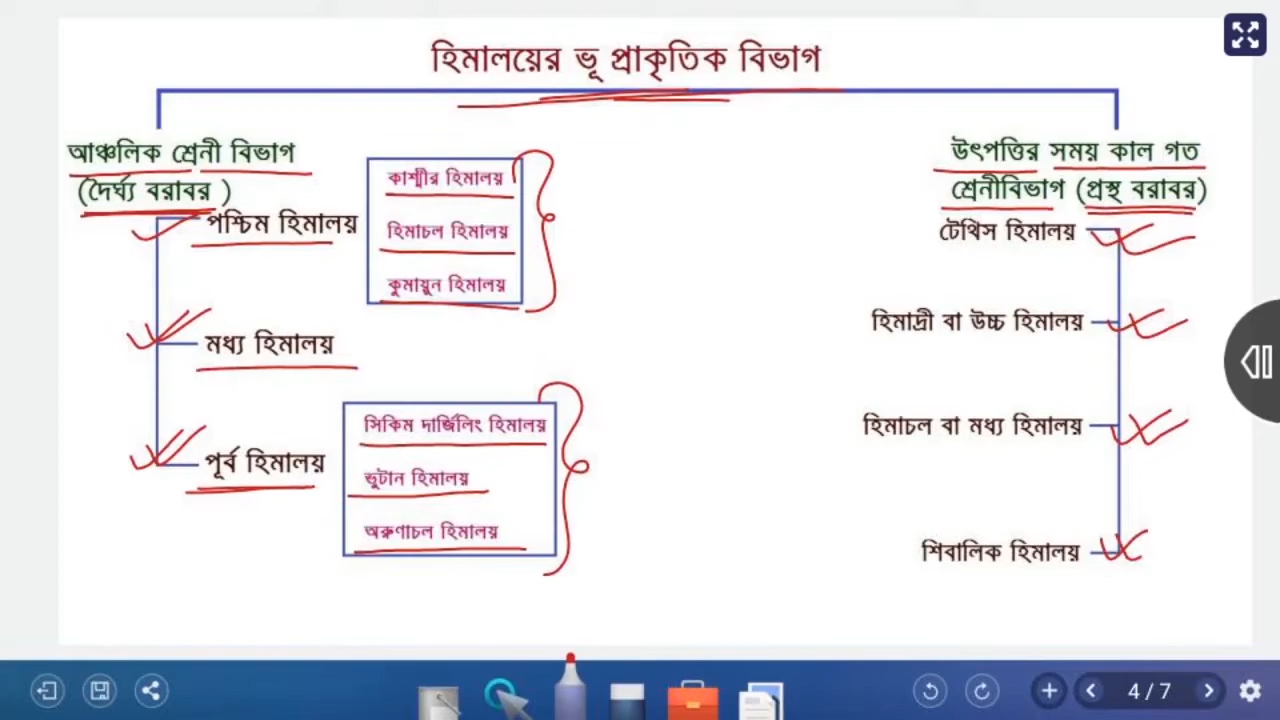 হিমালয়ের ভূ প্রাকৃতিক বিভাগ
আঞ্চলিক শ্রেনী বিভাগ
(দৈর্ঘ্য বরাবর )
পশ্চিম হিমালয়
কাশ্মীর হিমালয়
হিমাচল হিমালয়
কুমায়ুন হিমালয়
মধ্য হিমালয়
পূর্ব হিমালয়
সিকিম দার্জিলিং হিমালয়
ভুটান হিমালয়
অরুণাচল হিমালয়
উৎপত্তির সময় কাল গত
শ্রেনীবিভাগ (প্রস্থ বরাবর)
টেথিস হিমালয়
হিমাদ্রী বা উচ্চ হিমালয়
হিমাচল বা মধ্য হিমালয়
শিবালিক হিমালয়
4 / 7